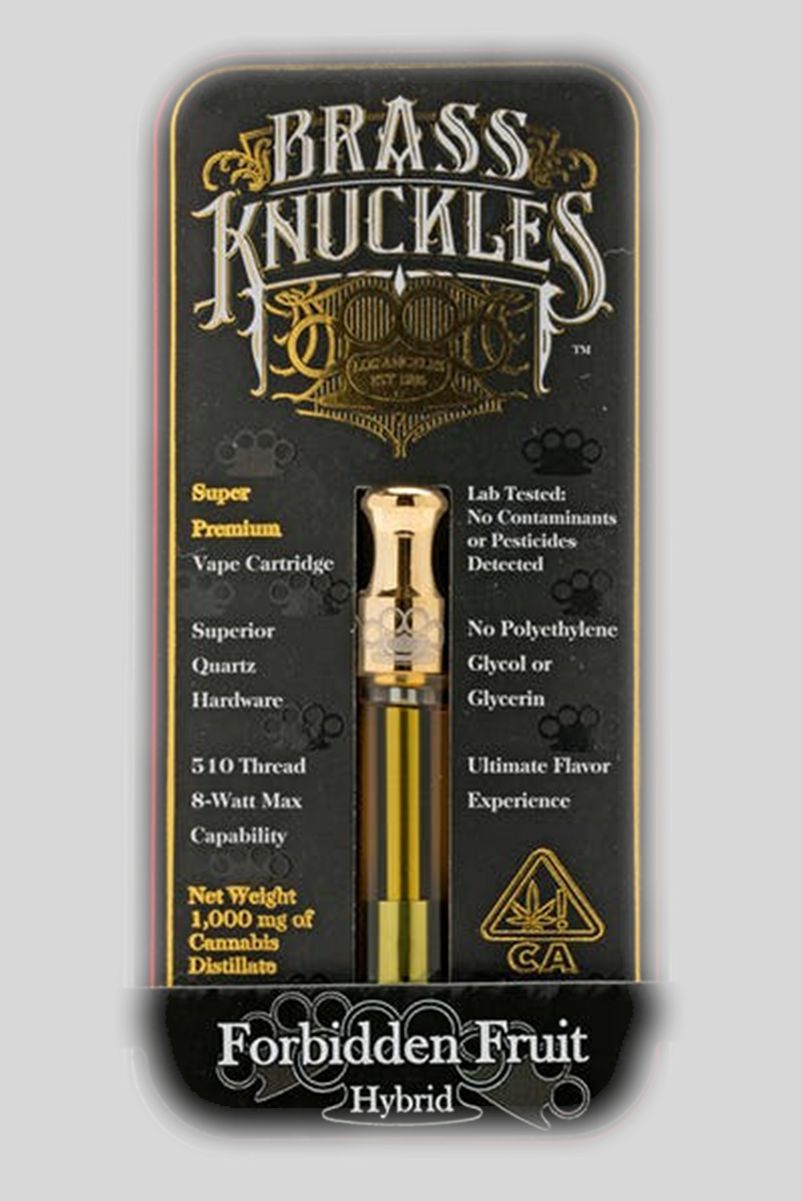 BRASS
KNUCKLES
LOS ANGELES
TM
Super
Premium
Vape Cartridge
Superior
Quartz
Hardware
510 Thread
8-Watt Max
Capability
Net Weight
1,000 mg of
Cannabis
Distillate
Lab Tested:
No Contaminants
or Pesticides
Detected
No Polyethylene
Glycol or
Glycerin
Ultimate Flavor
Experience
!
CA
Forbidden Fruit
Hybrid